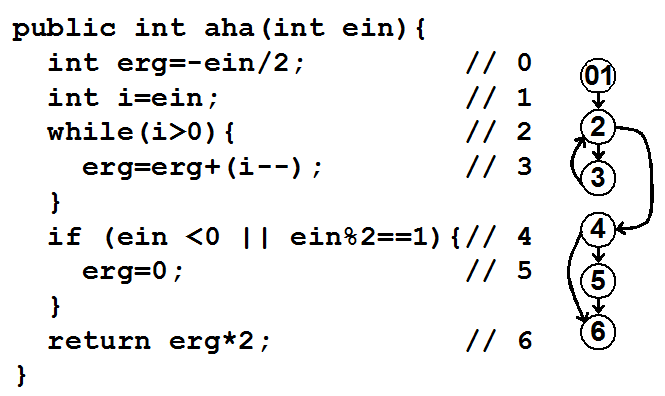 public int aha(int ein){
int erg=-ein/2; // 0
int i=ein; // 1
while(i>0){ // 2
erg=erg+(i--); // 3
}
if (ein <0 || ein%2==1){// 4
erg=0; // 5
}
return erg*2; // 6
}
01
2
3
4
5
6